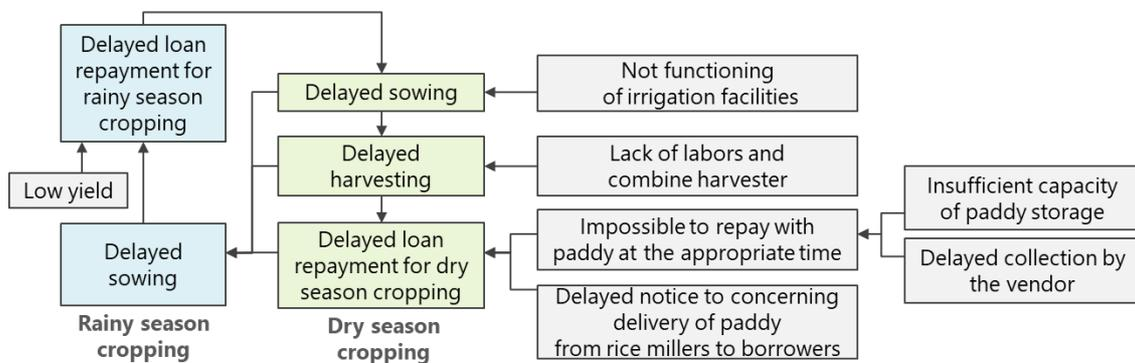 Delayed loan
repayment for
rainy season
cropping
Low yield
Delayed
sowing
Rainy season
cropping
Delayed sowing
Delayed
harvesting
Delayed loan
repayment for dry
season cropping
Dry season
cropping
Not functioning
of irrigation facilities
Lack of labors and
combine harvester
Impossible to repay with
paddy at the appropriate time
Delayed notice to concerning
delivery of paddy
from rice millers to borrowers
Insufficient capacity
of paddy storage
Delayed collection by
the vendor